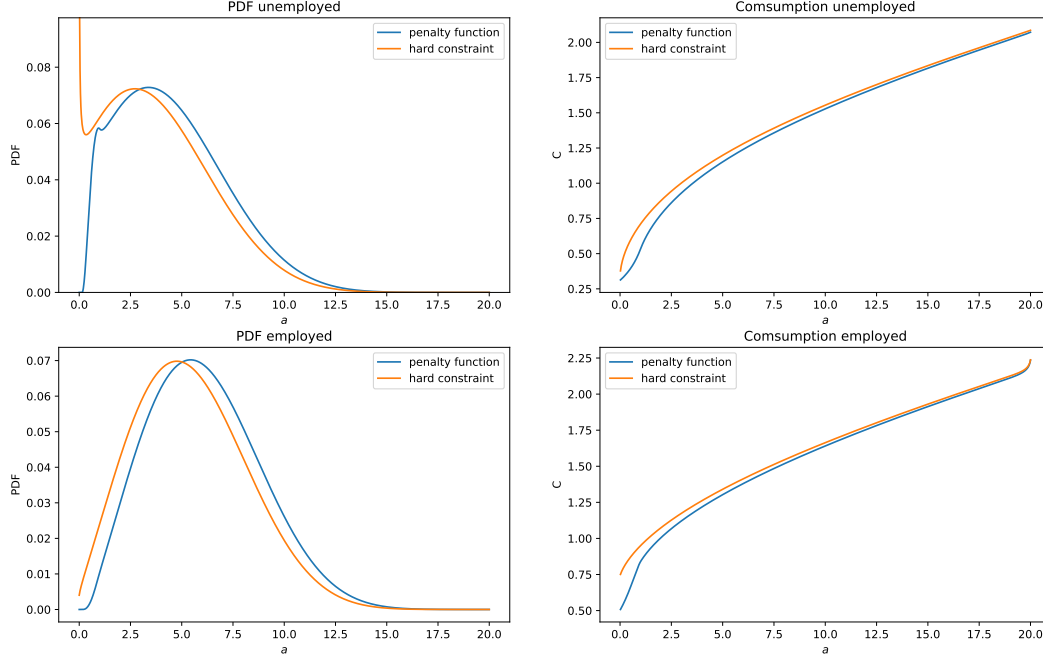 PDF unemployed
0.08
0.06
0.04
0.02
0.00
PDF
0.0 2.5 5.0 7.5 10.0 12.5 15.0 17.5 20.0
a
penalty function
hard constraint
Comsumption unemployed
2.00
1.75
1.50
1.25
1.00
0.75
0.50
0.25
C
0.0 2.5 5.0 7.5 10.0 12.5 15.0 17.5 20.0
a
penalty function
hard constraint
PDF employed
0.07
0.06
0.05
0.04
0.03
0.02
0.01
0.00
PDF
0.0 2.5 5.0 7.5 10.0 12.5 15.0 17.5 20.0
a
penalty function
hard constraint
Comsumption employed
2.25
2.00
1.75
1.50
1.25
1.00
0.75
0.50
C
0.0 2.5 5.0 7.5 10.0 12.5 15.0 17.5 20.0
a
penalty function
hard constraint